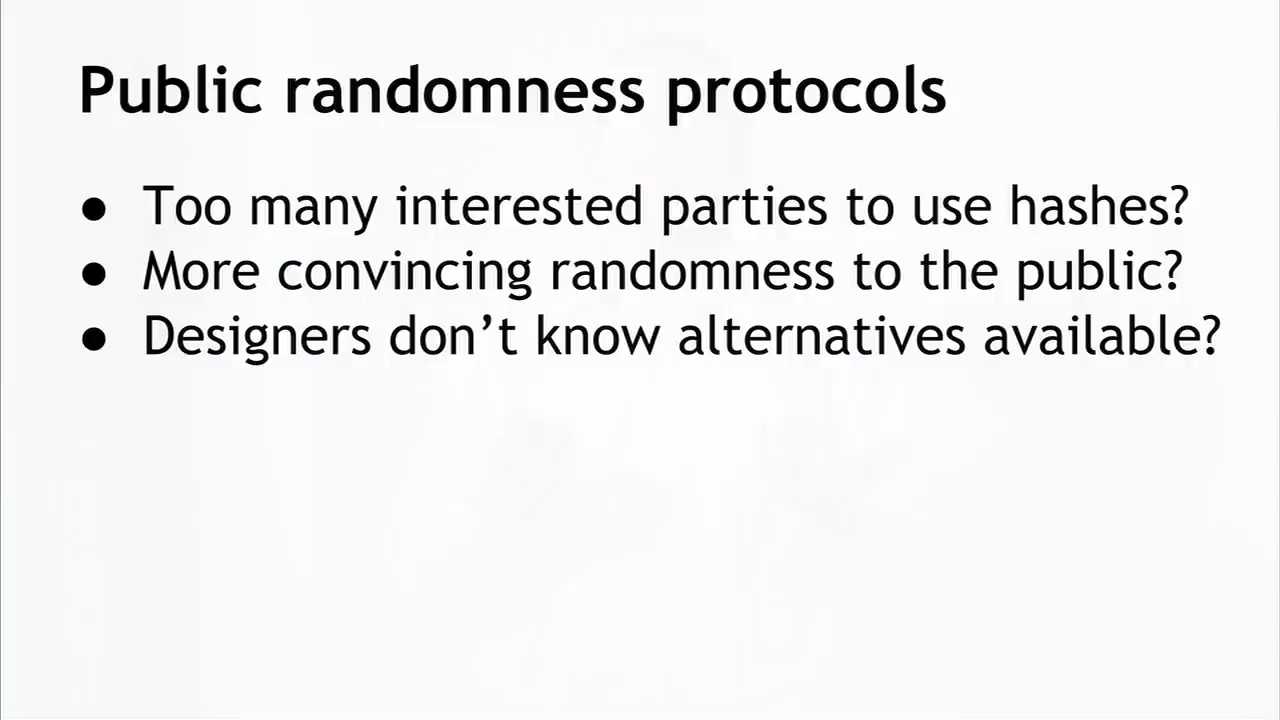 Public randomness protocols
● Too many interested parties to use hashes?
● More convincing randomness to the public?
● Designers don’t know alternatives available?